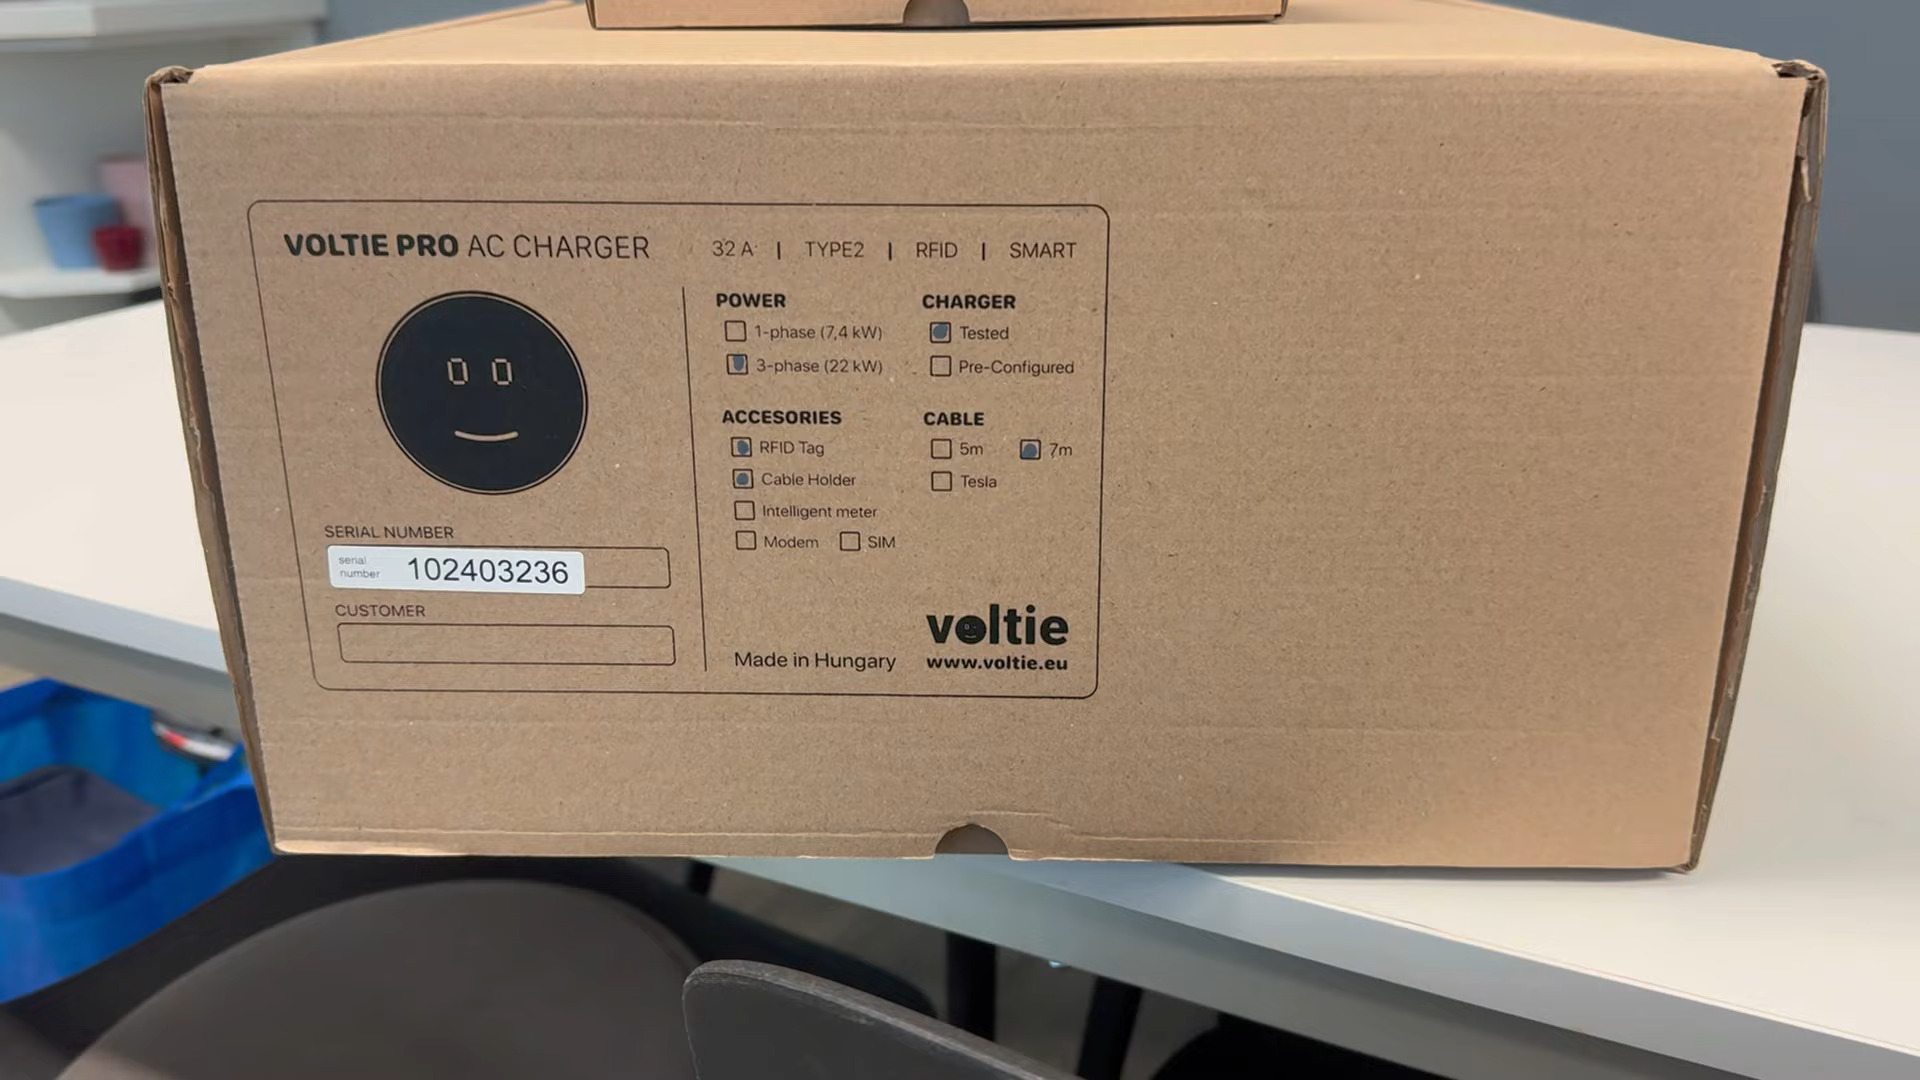 VOLTIE PRO AC CHARGER
32 A | TYPE2 | RFID | SMART
POWER
1-phase (7,4 kW)
3-phase (22 kW)
CHARGER
Tested
Pre-Configured
ACCESORIES
RFID Tag
Cable Holder
Intelligent meter
Modem SIM
CABLE
5m 7m
Tesla
SERIAL NUMBER
serial number 102403236
CUSTOMER
Made in Hungary
voltie
www.voltie.eu